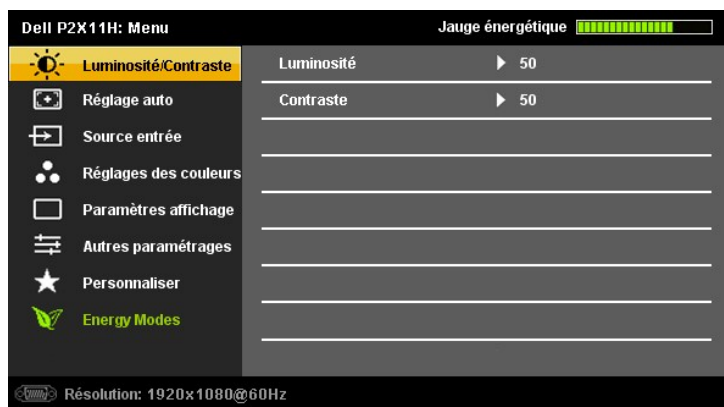 Dell P2X11H: Menu
Jauge énergétique
Luminosité/Contraste
Luminosité 50
Réglage auto
Contraste 50
Source entrée
Réglages des couleurs
Paramètres affichage
Autres paramétrages
Personnaliser
Energy Modes
Résolution: 1920x1080@60Hz